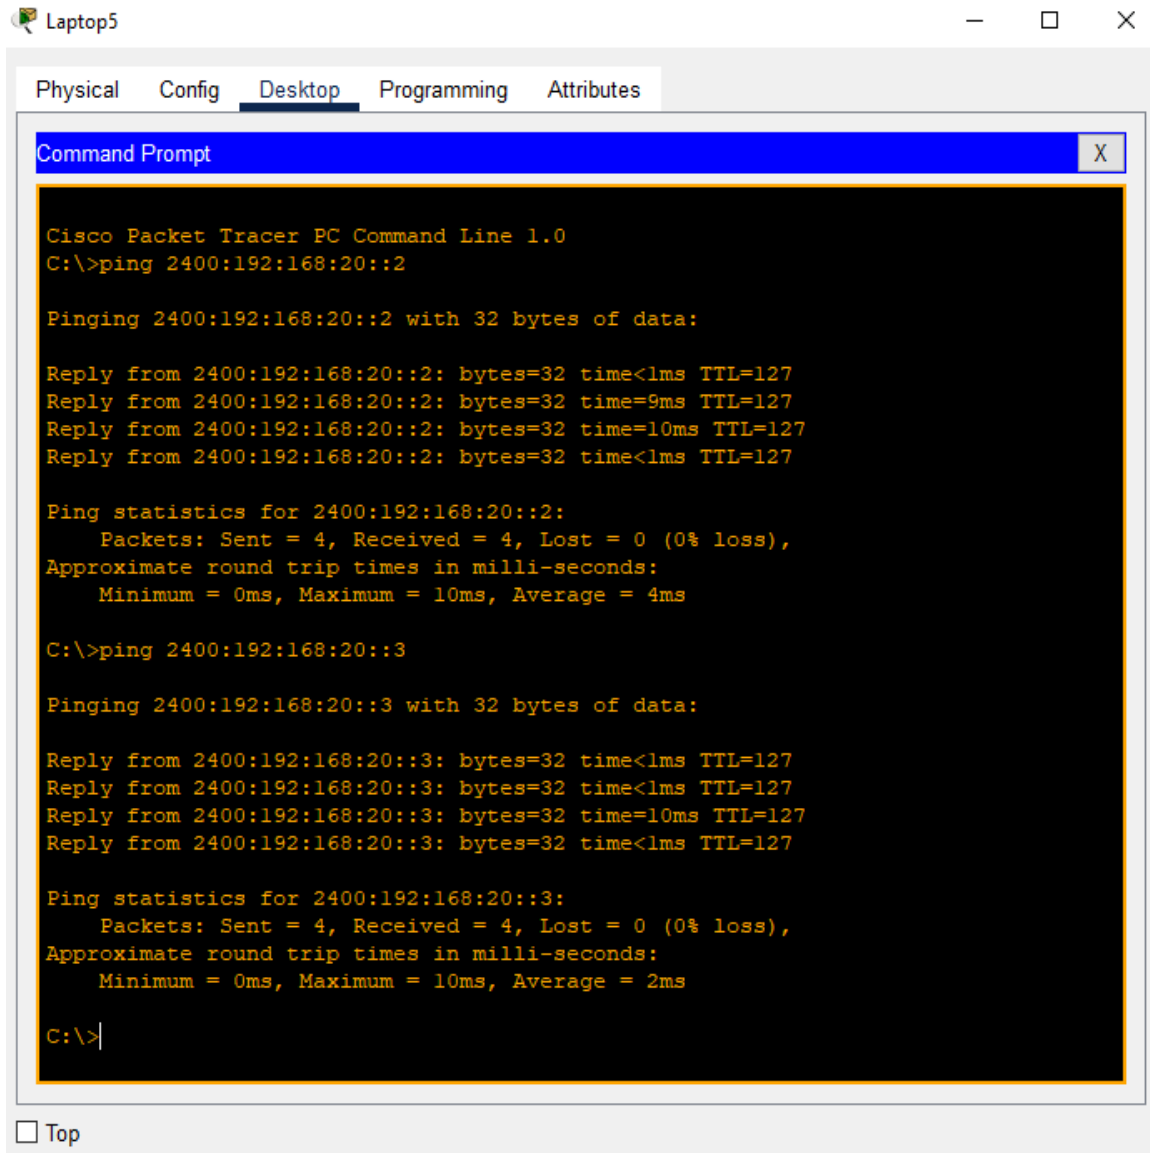 Laptop5
Physical Config Desktop Programming Attributes
Command Prompt X
Cisco Packet Tracer PC Command Line 1.0
C:\>ping 2400:192:168:20::2
Pinging 2400:192:168:20::2 with 32 bytes of data:
Reply from 2400:192:168:20::2: bytes=32 time<1ms TTL=127
Reply from 2400:192:168:20::2: bytes=32 time=9ms TTL=127
Reply from 2400:192:168:20::2: bytes=32 time=10ms TTL=127
Reply from 2400:192:168:20::2: bytes=32 time<1ms TTL=127
Ping statistics for 2400:192:168:20::2:
Packets: Sent = 4, Received = 4, Lost = 0 (0% loss),
Approximate round trip times in milli-seconds:
Minimum = 0ms, Maximum = 10ms, Average = 4ms
C:\>ping 2400:192:168:20::3
Pinging 2400:192:168:20::3 with 32 bytes of data:
Reply from 2400:192:168:20::3: bytes=32 time<1ms TTL=127
Reply from 2400:192:168:20::3: bytes=32 time<1ms TTL=127
Reply from 2400:192:168:20::3: bytes=32 time=10ms TTL=127
Reply from 2400:192:168:20::3: bytes=32 time<1ms TTL=127
Ping statistics for 2400:192:168:20::3:
Packets: Sent = 4, Received = 4, Lost = 0 (0% loss),
Approximate round trip times in milli-seconds:
Minimum = 0ms, Maximum = 10ms, Average = 2ms
C:\>
Top